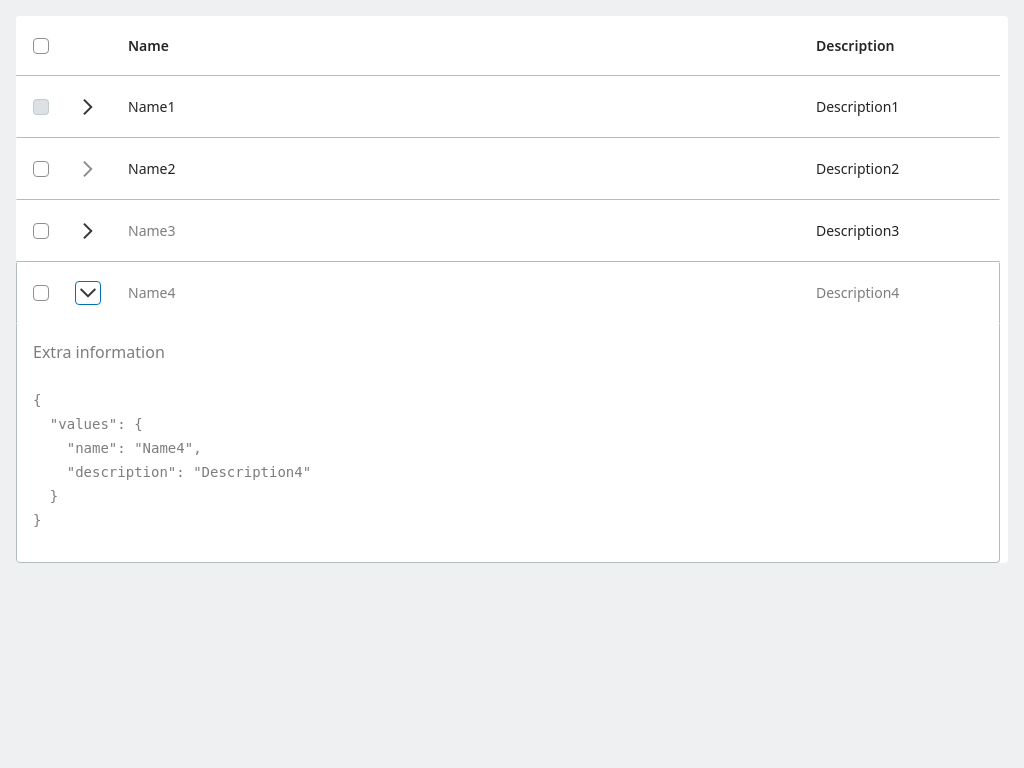 Name Description
Name1 Description1
Name2 Description2
Name3 Description3
Name4 Description4
Extra information
{
  "values": {
    "name": "Name4",
    "description": "Description4"
  }
}